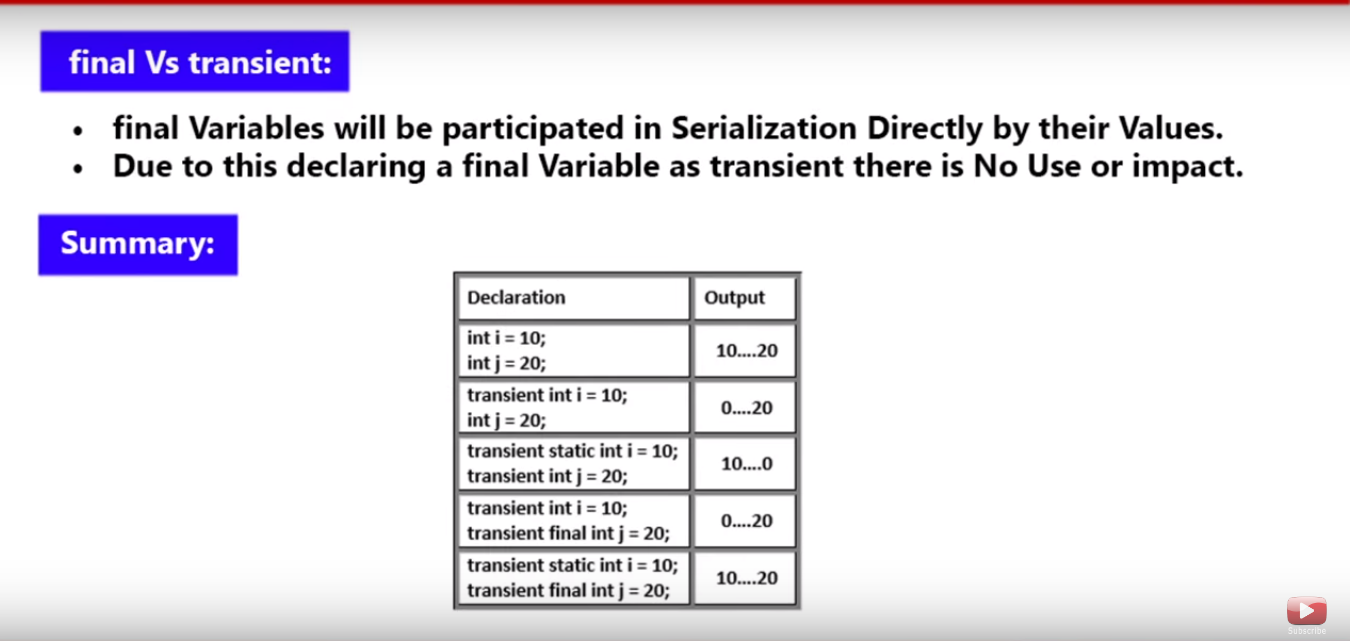 final Vs transient:
• final Variables will be participated in Serialization Directly by their Values.
• Due to this declaring a final Variable as transient there is No Use or impact.
Summary:
Declaration Output
int i = 10;
int j = 20;
10....20
transient int i = 10;
int j = 20;
0....20
transient static int i = 10;
transient int j = 20;
10....0
transient int i = 10;
transient final int j = 20;
0....20
transient static int i = 10;
transient final int j = 20;
10....20
Subscribe